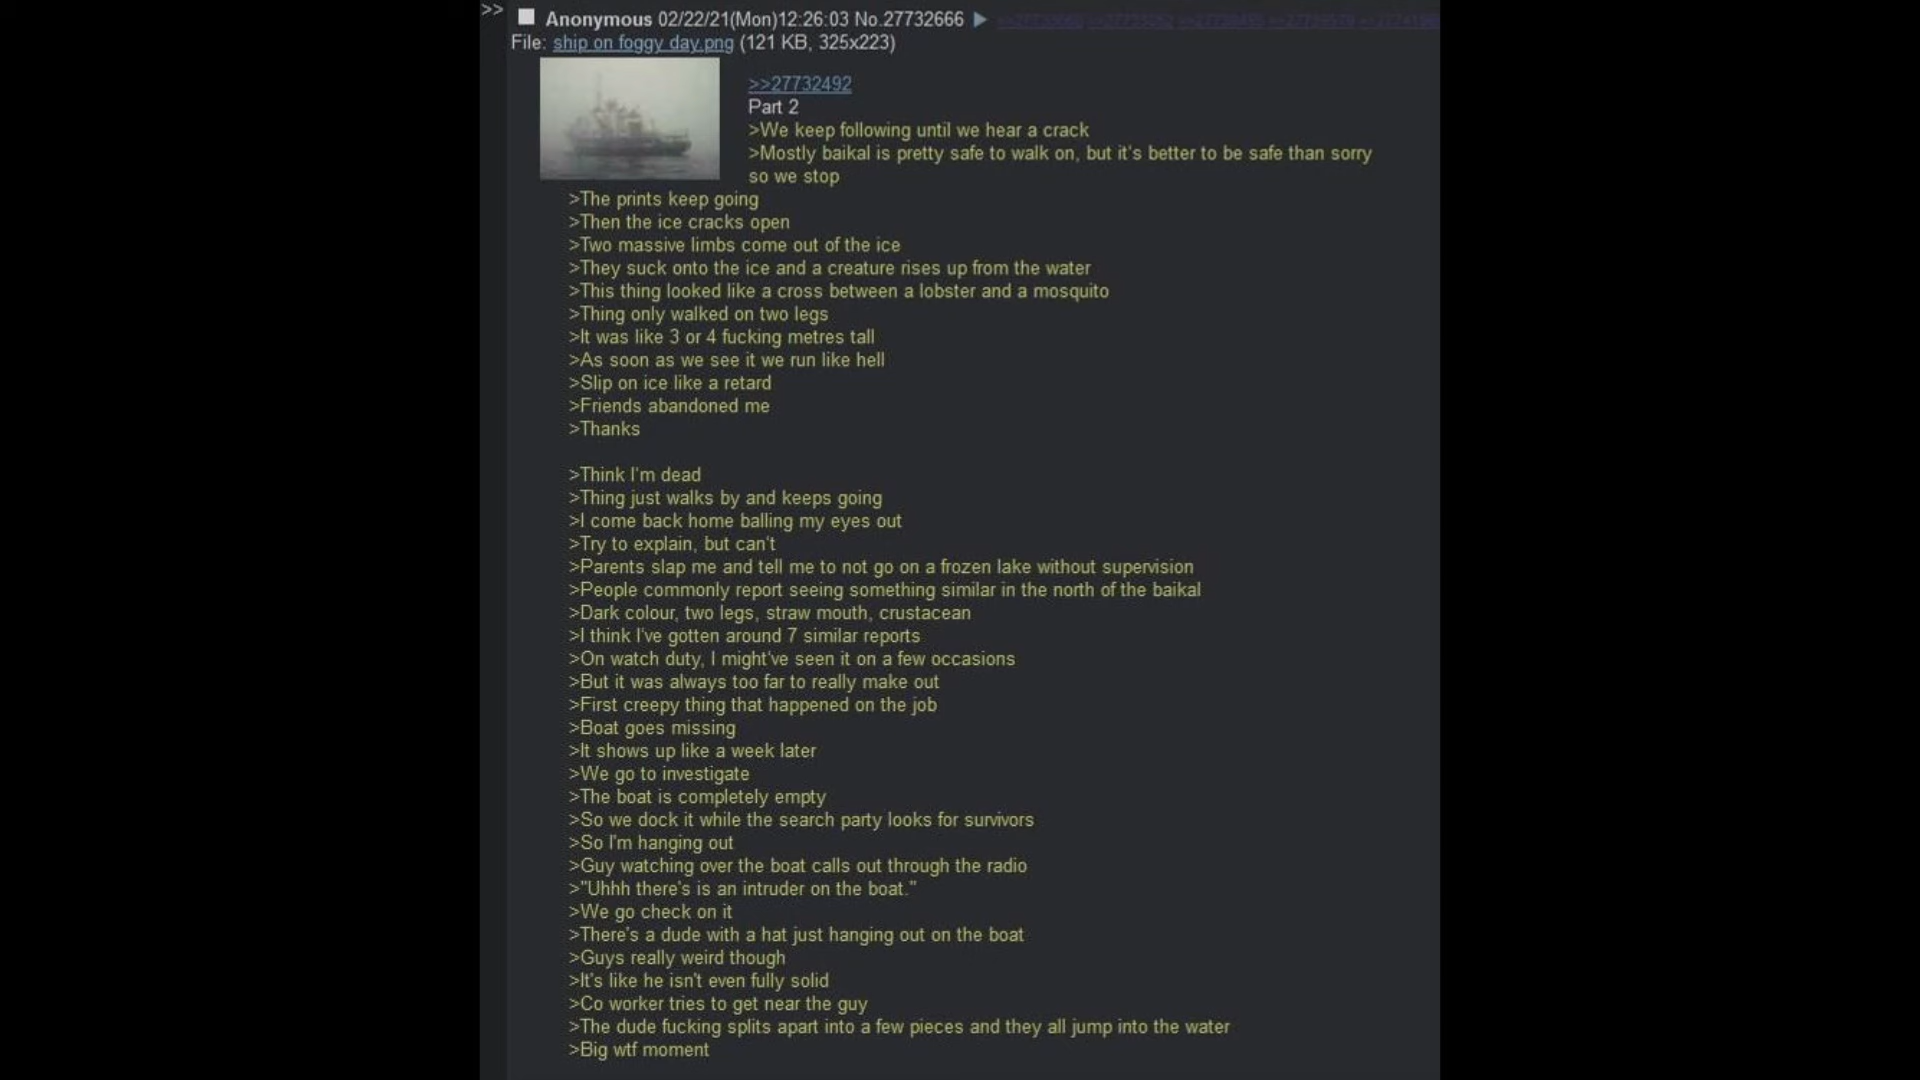 >>
Anonymous 02/22/21(Mon)12:26:03 No.27732666
File: ship on foggy day.png (121 KB, 325x223)
>>27732492
Part 2
>We keep following until we hear a crack
>Mostly baikal is pretty safe to walk on, but it's better to be safe than sorry
so we stop
>The prints keep going
>Then the ice cracks open
>Two massive limbs come out of the ice
>They suck onto the ice and a creature rises up from the water
>This thing looked like a cross between a lobster and a mosquito
>Thing only walked on two legs
>It was like 3 or 4 fucking metres tall
>As soon as we see it we run like hell
>Slip on ice like a retard
>Friends abandoned me
>Thanks
>Think I'm dead
>Thing just walks by and keeps going
>I come back home balling my eyes out
>Try to explain, but can't
>Parents slap me and tell me to not go on a frozen lake without supervision
>People commonly report seeing something similar in the north of the baikal
>Dark colour, two legs, straw mouth, crustacean
>I think I've gotten around 7 similar reports
>On watch duty, I might've seen it on a few occasions
>But it was always too far to really make out
>First creepy thing that happened on the job
>Boat goes missing
>It shows up like a week later
>We go to investigate
>The boat is completely empty
>So we dock it while the search party looks for survivors
>So I'm hanging out
>Guy watching over the boat calls out through the radio
>"Uhhh there's is an intruder on the boat."
>We go check on it
>There's a dude with a hat just hanging out on the boat
>Guys really weird though
>It's like he isn't even fully solid
>Co worker tries to get near the guy
>The dude fucking splits apart into a few pieces and they all jump into the water
>Big wtf moment